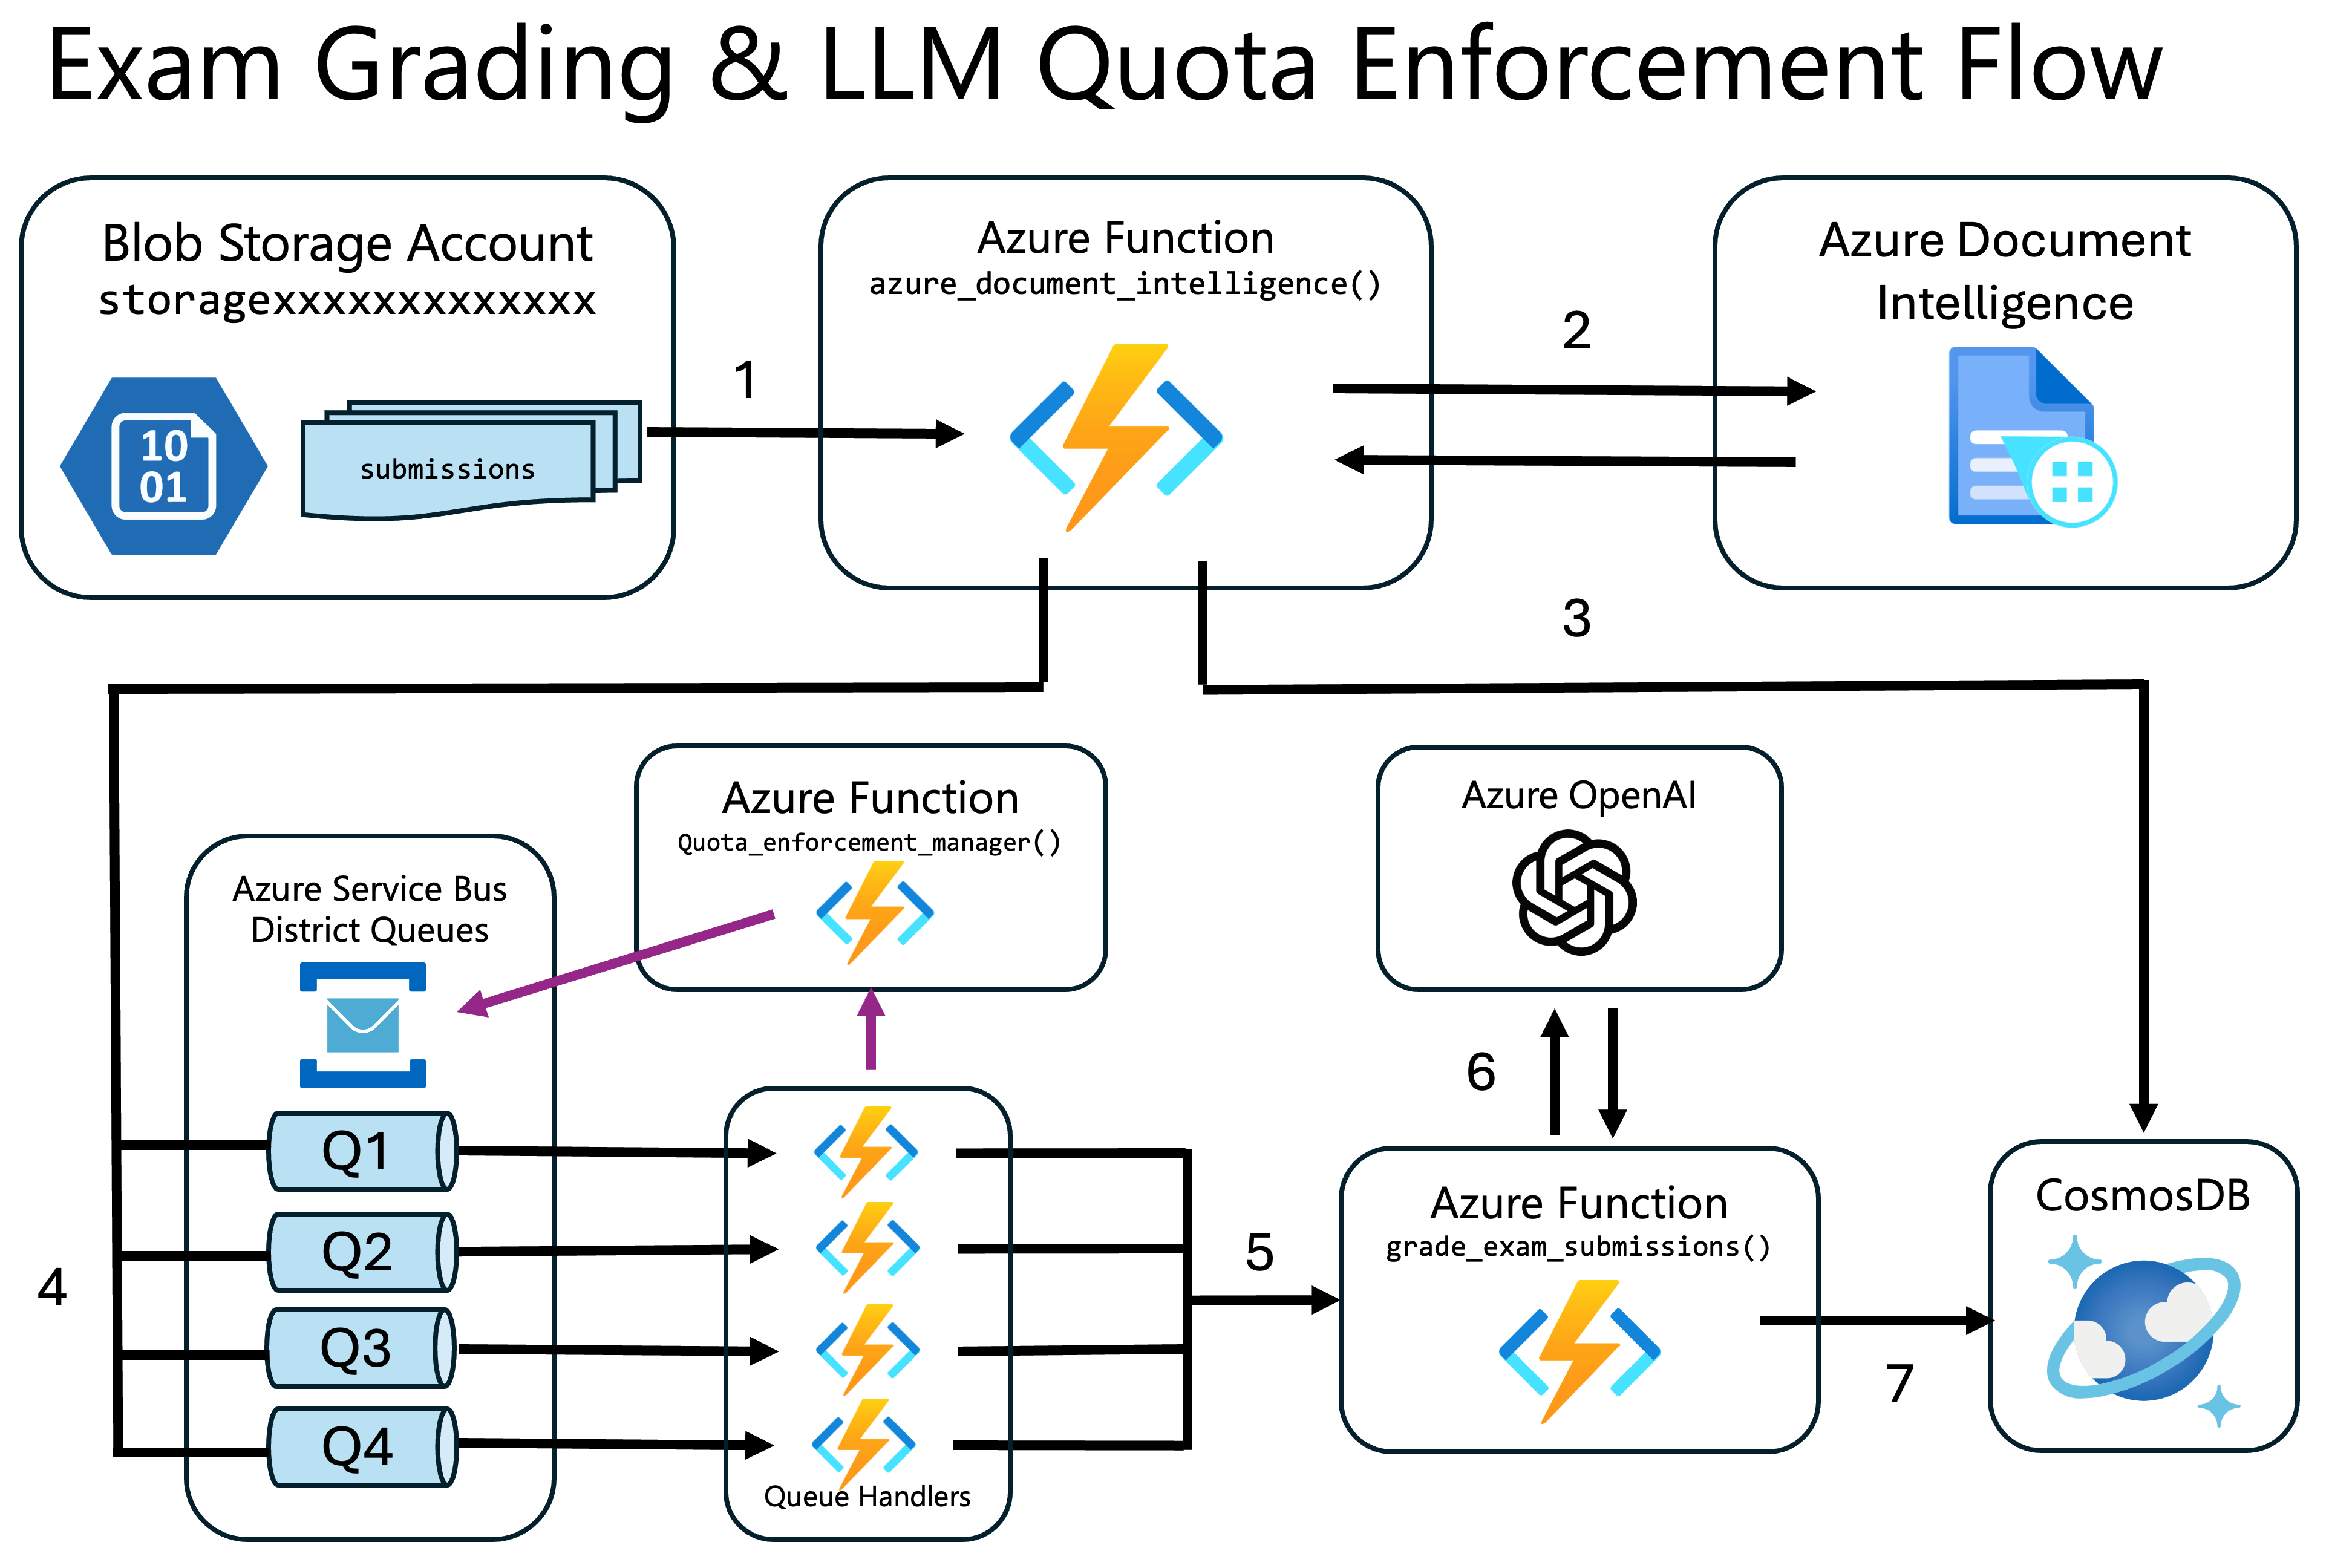 Exam Grading & LLM Quota Enforcement Flow
Blob Storage Account
storagexxxxxxxxxxxxxx
10
01
submissions
1
Azure Function
azure_document_intelligence()
2
Azure Document
Intelligence
3
Azure Function
Quota_enforcement_manager()
Azure OpenAI
Azure Service Bus
District Queues
6
Q1
Q2
Q3
Q4
4
Queue Handlers
5
Azure Function
grade_exam_submissions()
7
CosmosDB